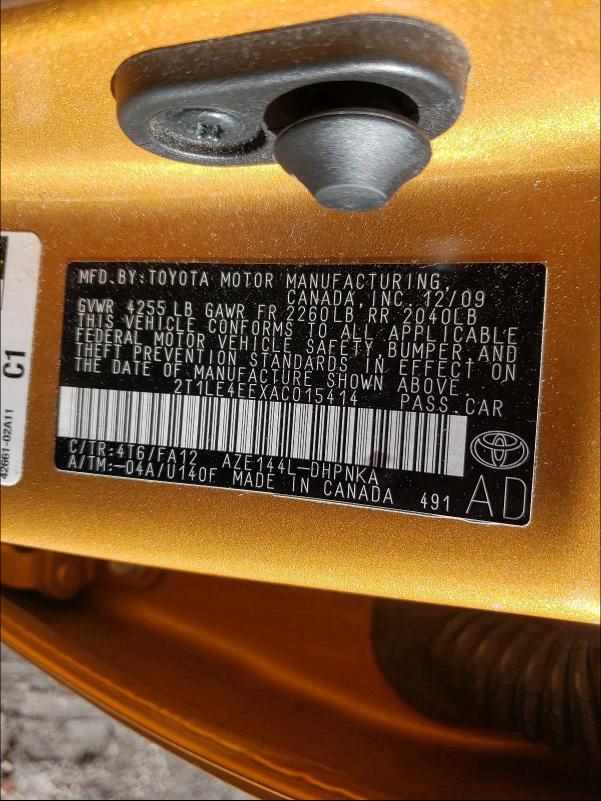 MFD.BY:TOYOTA MOTOR MANUFACTURING,
CANADA, INC. 12/09
GVWR 4255 LB GAWR FR 2260LB RR 2040LB
THIS VEHICLE CONFORMS TO ALL APPLICABLE
FEDERAL MOTOR VEHICLE SAFETY, BUMPER, AND
THEFT PREVENTION STANDARDS IN EFFECT ON
THE DATE OF MANUFACTURE SHOWN ABOVE.
2T1LE4EEXAC015414 PASS.CAR
C/TR:4T6/FA12 AZE144L-DHPNKA
A/TM:-04A/U140F MADE IN CANADA 491 AD
C1
42661-02A11